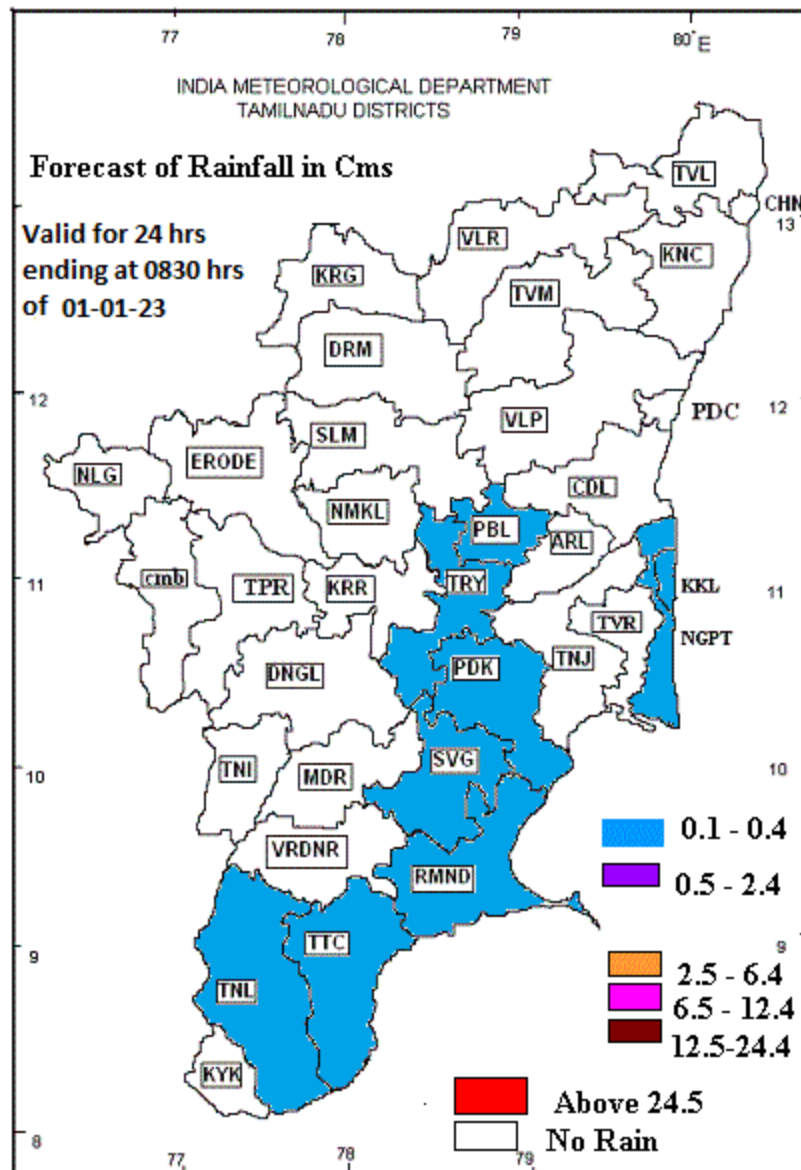 77 78 79 80° E
INDIA METEOROLOGICAL DEPARTMENT
TAMILNADU DISTRICTS
Forecast of Rainfall in Cms
TVL
CHN
13
Valid for 24 hrs
ending at 0830 hrs
of 01-01-23
VLR
KNC
KRG
TVM
DRM
12
12
PDC
VLP
SLM
ERODE
NLG
CDL
NMKL
PBL
ARL
11
11
cmb
TPR
KRR
TRY
KKL
TVR
NGPT
DNGL
PDK
TNJ
10
10
TNI
MDR
SVG
0.1 - 0.4
VRDNR
RMND
0.5 - 2.4
9
9
TTC
2.5 - 6.4
TNL
6.5 - 12.4
12.5-24.4
KYK
Above 24.5
No Rain
8
77 78 79